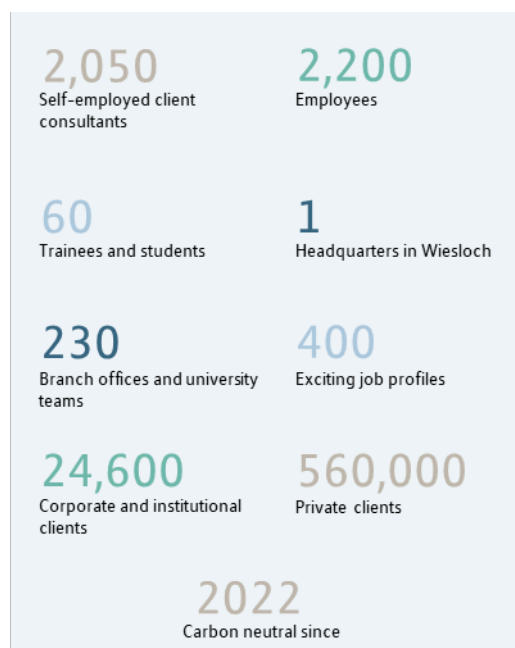 2,050
Self-employed client
consultants
2,200
Employees
60
Trainees and students
1
Headquarters in Wiesloch
230
Branch offices and university
teams
400
Exciting job profiles
24,600
Corporate and institutional
clients
560,000
Private clients
2022
Carbon neutral since